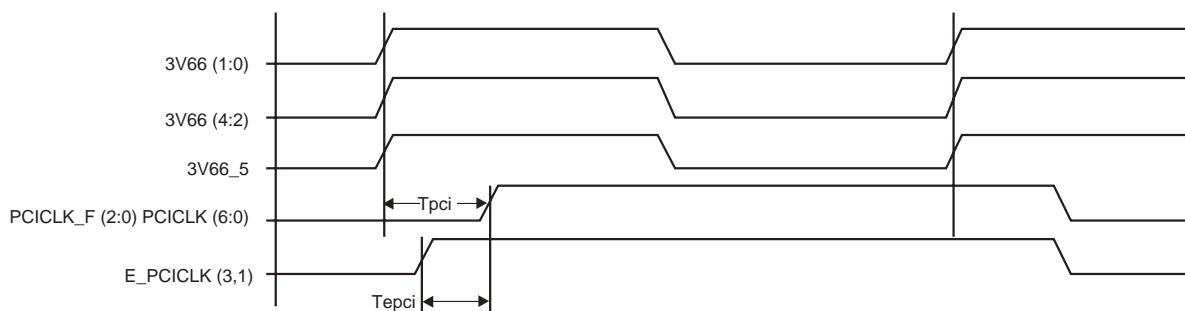 3V66 (1:0)
3V66 (4:2)
3V66_5
Tpci
PCICLK_F (2:0) PCICLK (6:0)
E_PCICLK (3,1)
Tepci